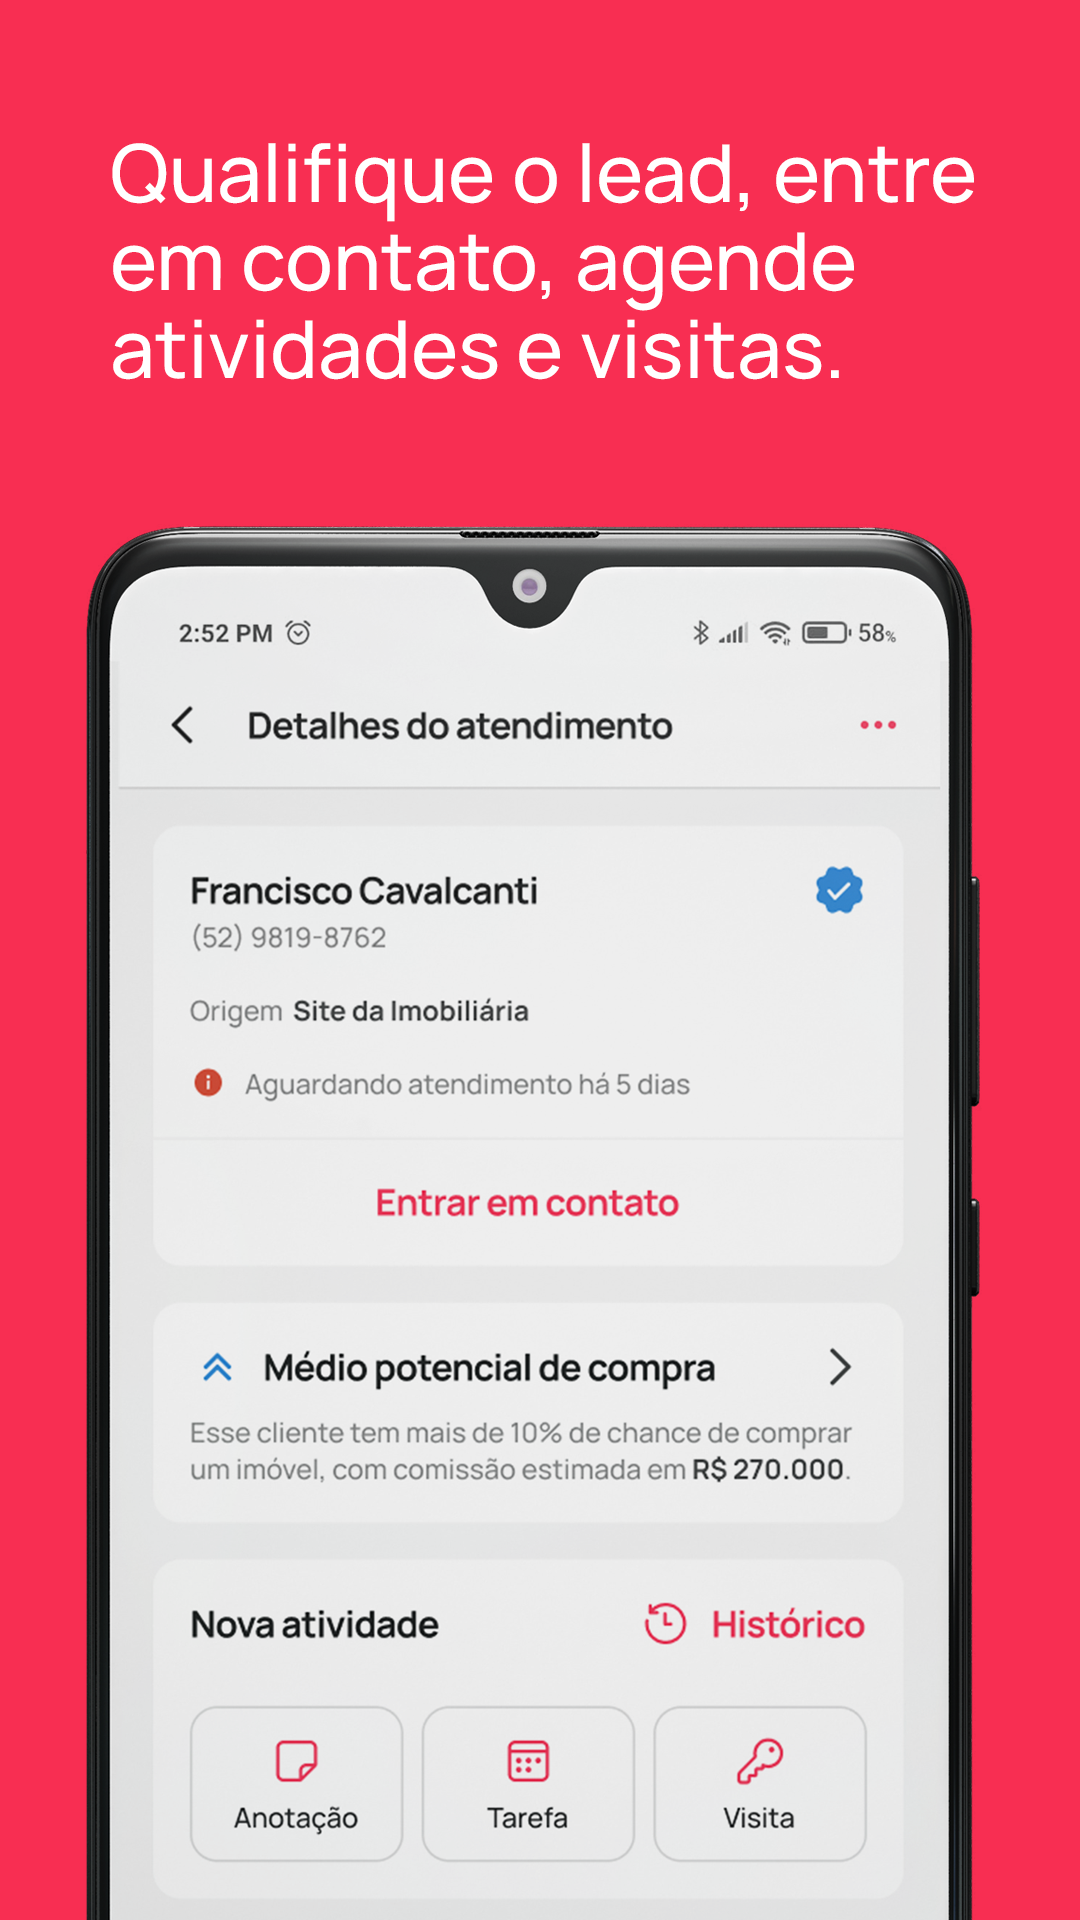 Qualifique o lead, entre
em contato, agende
atividades e visitas.
2:52 PM 58%
Detalhes do atendimento
Francisco Cavalcanti
(52) 9819-8762
Origem Site da Imobiliária
Aguardando atendimento há 5 dias
Entrar em contato
Médio potencial de compra
Esse cliente tem mais de 10% de chance de comprar
um imóvel, com comissão estimada em R$ 270.000.
Nova atividade Histórico
Anotação Tarefa Visita